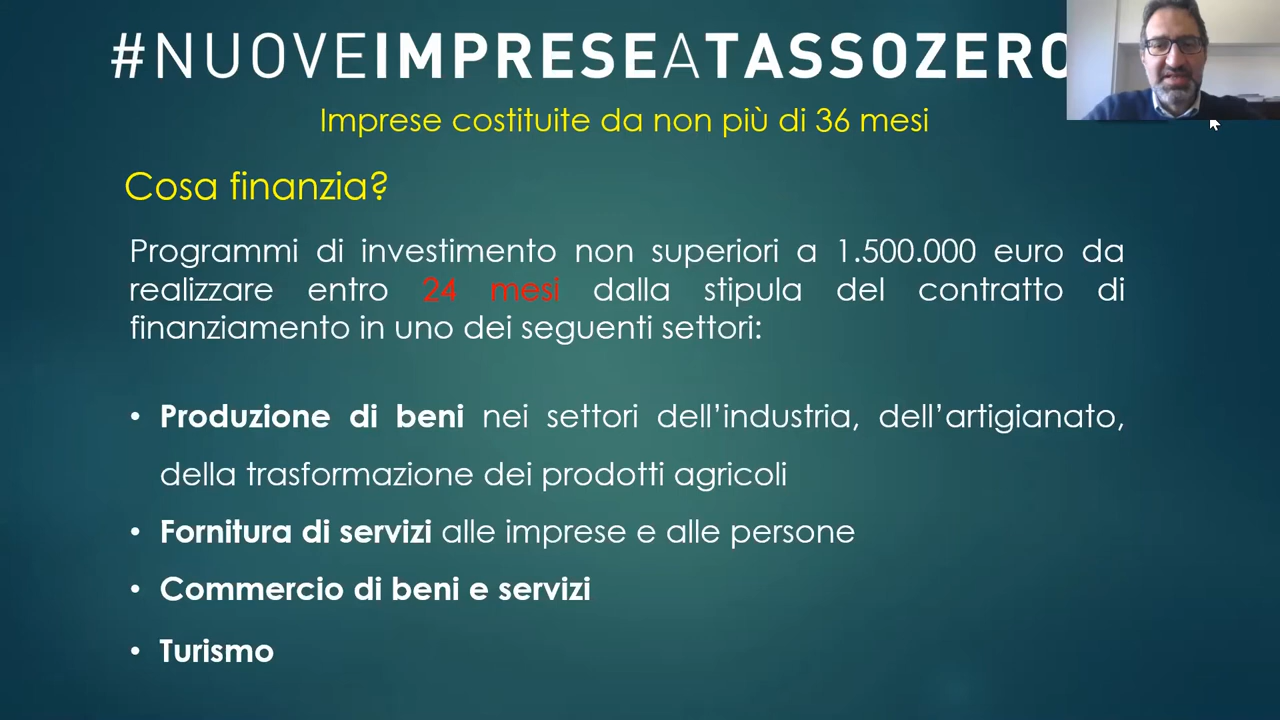 #NUOVEIMPRESEATASSOZERO
Imprese costituite da non più di 36 mesi
Cosa finanzia?
Programmi di investimento non superiori a 1.500.000 euro da
realizzare entro 24 mesi dalla stipula del contratto di
finanziamento in uno dei seguenti settori:
• Produzione di beni nei settori dell’industria, dell’artigianato,
della trasformazione dei prodotti agricoli
• Fornitura di servizi alle imprese e alle persone
• Commercio di beni e servizi
• Turismo